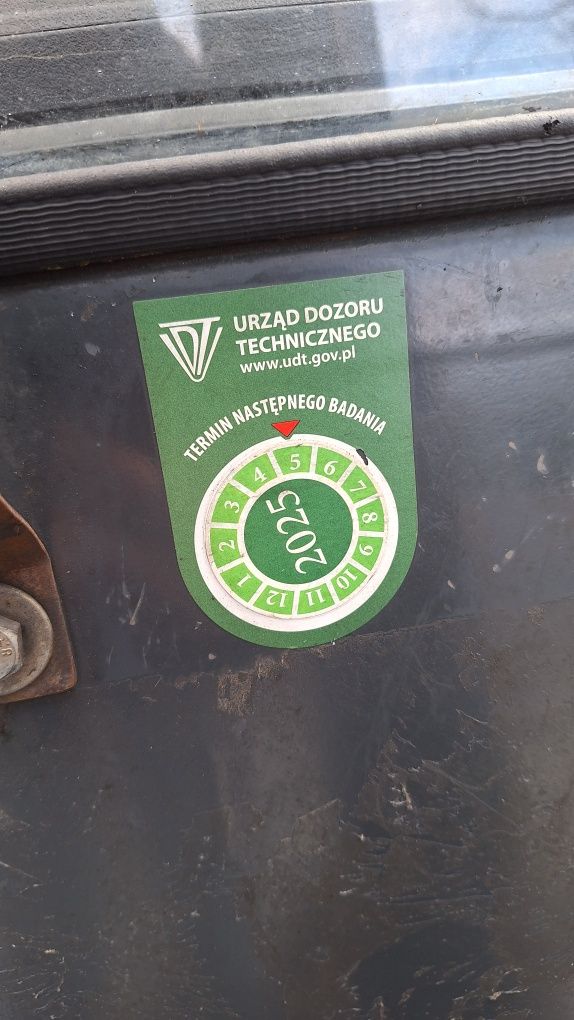 UDT
URZĄD DOZORU
TECHNICZNEGO
www.udt.gov.pl
TERMIN NASTĘPNEGO BADANIA
1 2 3 4 5 6 7 8 9 10 11 12
2025